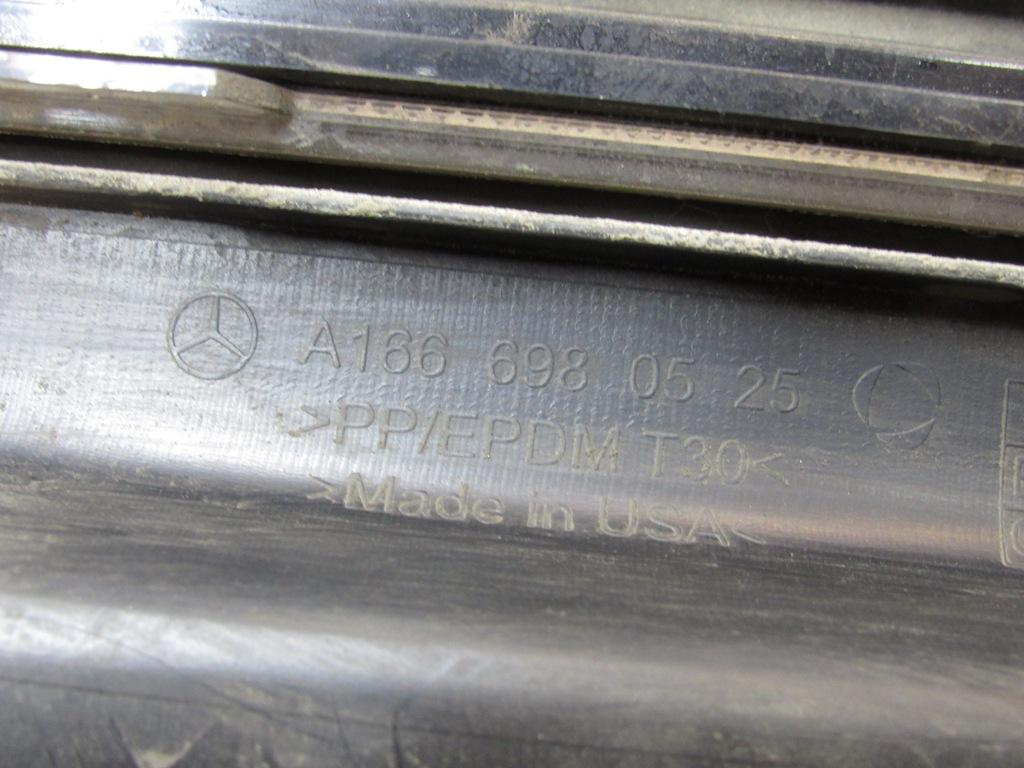 A166 698 05 25
>PP/EPDM T30<
>Made in USA<